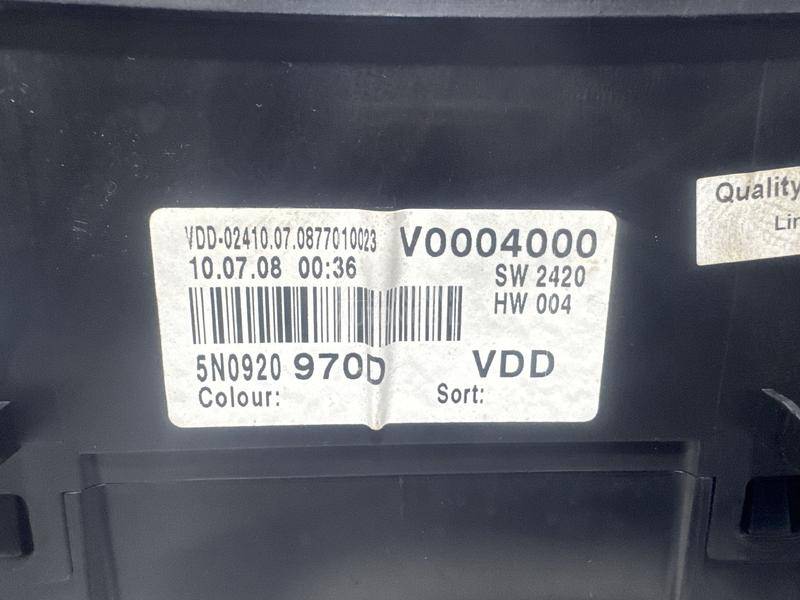 VDD-02410.07.0877010023 V0004000
10.07.08 00:36 SW 2420
HW 004
5N0920 970D VDD
Colour: Sort:
Quality